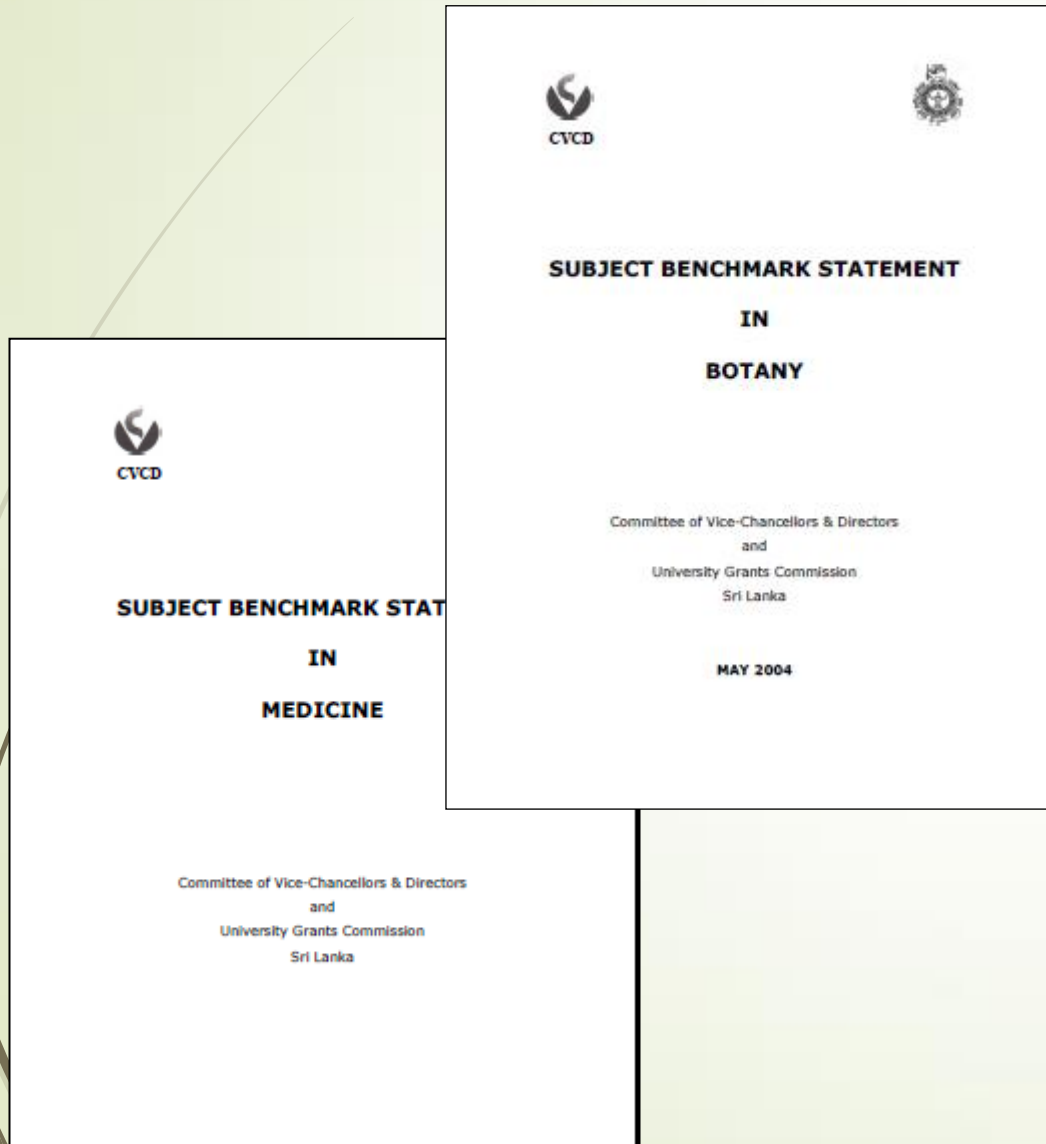 CVCD
SUBJECT BENCHMARK STATEMENT
IN
BOTANY
Committee of Vice-Chancellors & Directors
and
University Grants Commission
Sri Lanka
MAY 2004
CVCD
SUBJECT BENCHMARK STAT
IN
MEDICINE
Committee of Vice-Chancellors & Directors
and
University Grants Commission
Sri Lanka